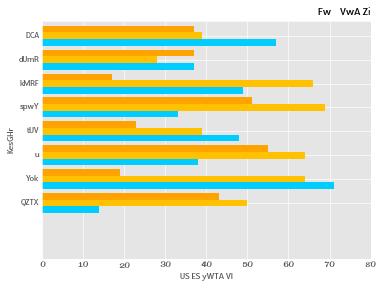 Fw VwA Zi
DCA
dUmR
kMRF
spwY
tUV
u
Yok
QZTX
KesGHr
0 10 20 30 40 50 60 70 80
US ES yWTA VI